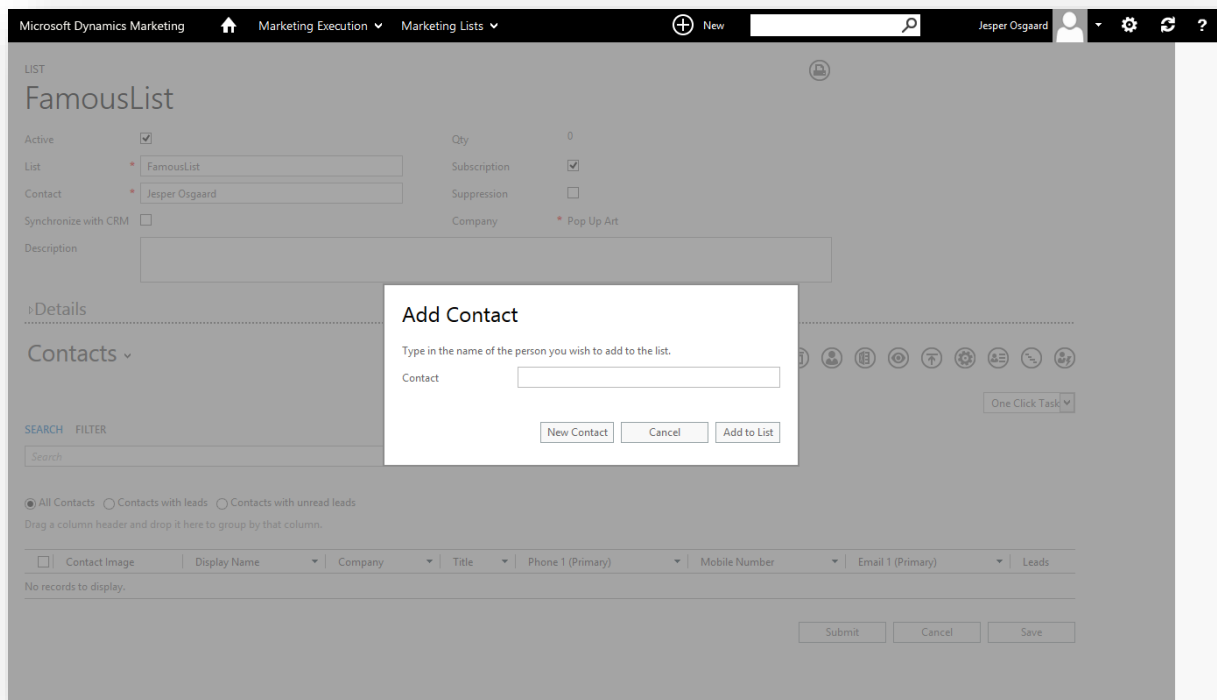 Microsoft Dynamics Marketing Marketing Execution Marketing Lists New Jesper Osgaard ?
LIST
FamousList
Active Qty 0
List * FamousList Subscription
Contact * Jesper Osgaard Suppression
Synchronize with CRM Company * Pop Up Art
Description
Details
Add Contact
Contacts
Type in the name of the person you wish to add to the list.
Contact
One Click Task
SEARCH FILTER
New Contact Cancel Add to List
Search
All Contacts Contacts with leads Contacts with unread leads
Drag a column header and drop it here to group by that column.
Contact Image Display Name Company Title Phone 1 (Primary) Mobile Number Email 1 (Primary) Leads
No records to display.
Submit Cancel Save